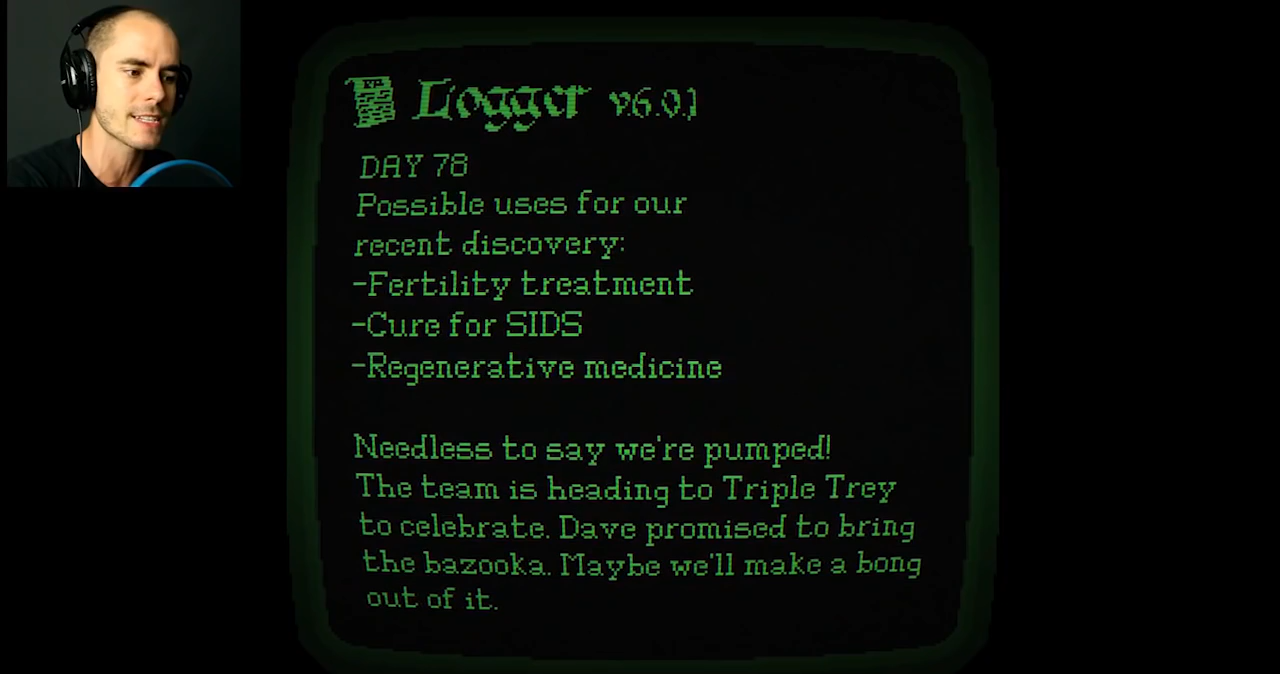 Logger v.6.0.1
DAY 78
Possible uses for our
recent discovery:
-Fertility treatment
-Cure for SIDS
-Regenerative medicine
Needless to say we're pumped!
The team is heading to Triple Trey
to celebrate. Dave promised to bring
the bazooka. Maybe we'll make a bong
out of it.